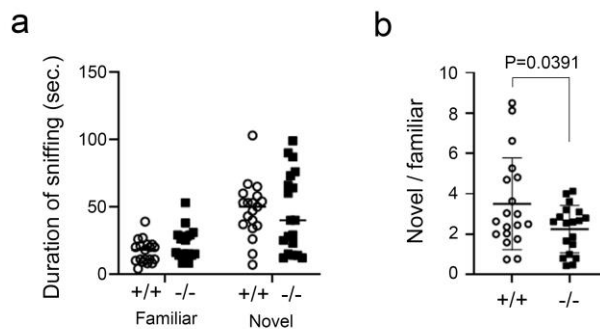 a
Duration of sniffing (sec.)
150
100
50
0
+/+ -/- +/+ -/-
Familiar Novel
b
P=0.0391
Novel / familiar
10
8
6
4
2
0
+/+ -/-